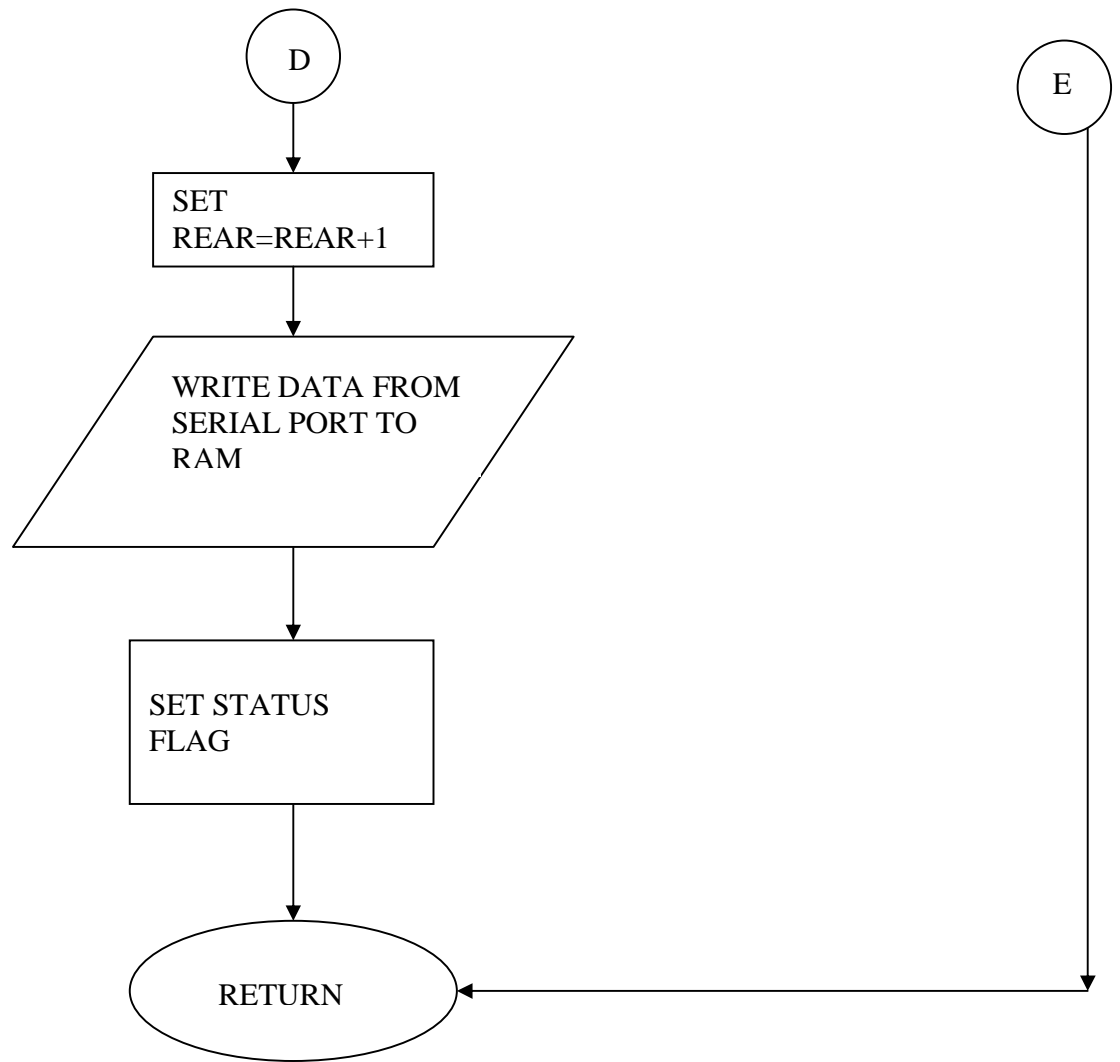 D
E
SET
REAR=REAR+1
WRITE DATA FROM
SERIAL PORT TO
RAM
SET STATUS
FLAG
RETURN